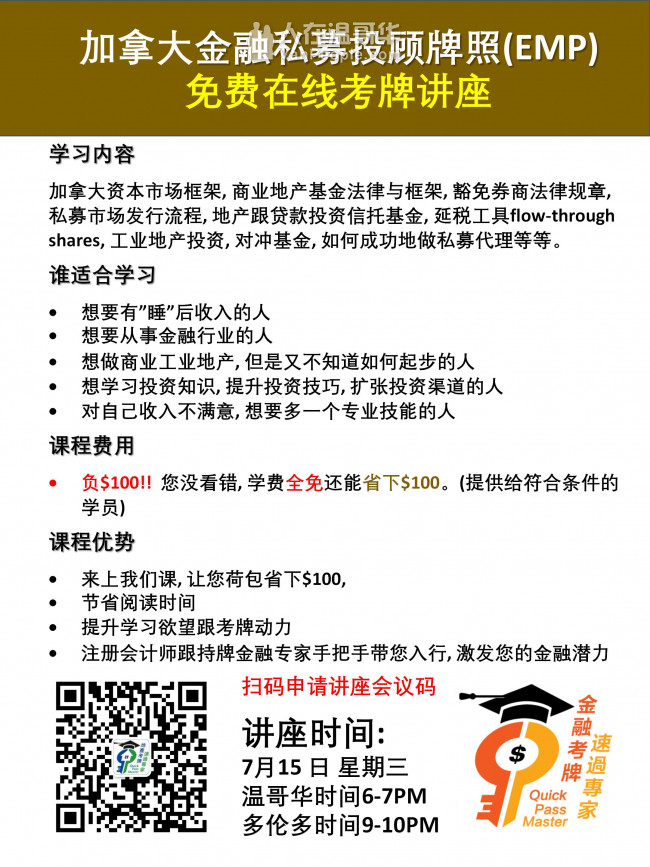 人在温哥华
vanpeople.com
加拿大金融私募投顾牌照(EMP)
免费在线考牌讲座
学习内容
加拿大资本市场框架, 商业地产基金法律与框架, 豁免券商法律规章,
私募市场发行流程, 地产跟贷款投资信托基金, 延税工具flow-through
shares, 工业地产投资, 对冲基金, 如何成功地做私募代理等等。
谁适合学习
• 想要有”睡”后收入的人
• 想要从事金融行业的人
• 想做商业工业地产, 但是又不知道如何起步的人
• 想学习投资知识, 提升投资技巧, 扩张投资渠道的人
• 对自己收入不满意, 想要多一个专业技能的人
课程费用
• 负$100!! 您没看错, 学费全免还能省下$100。(提供给符合条件的
学员)
课程优势
• 来上我们课, 让您荷包省下$100,
• 节省阅读时间
• 提升学习欲望跟考牌动力
• 注册会计师跟持牌金融专家手把手带您入行, 激发您的金融潜力
扫码申请讲座会议码
讲座时间:
7月15 日 星期三
温哥华时间6-7PM
多伦多时间9-10PM
金融考牌
速過專家
$
Quick
Pass
Master